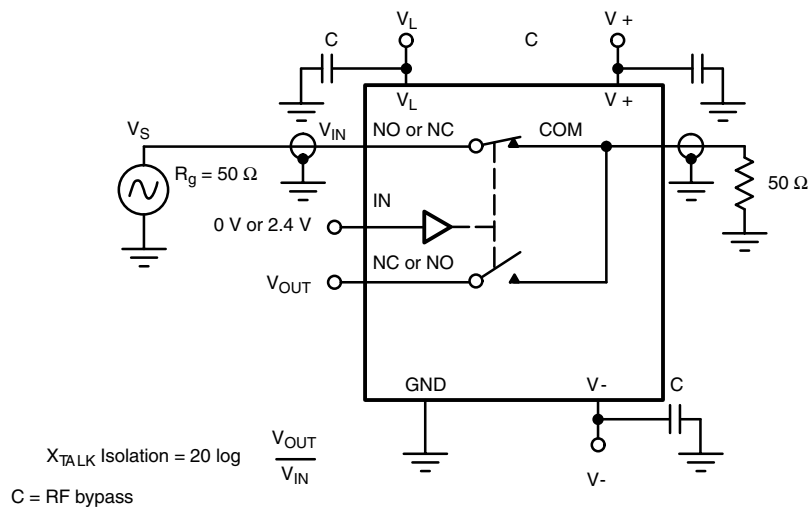 V_L
C
C
V +
V_L
V +
V_S
V_IN
NO or NC
COM
R_g = 50 Ω
50 Ω
IN
0 V or 2.4 V
NC or NO
V_OUT
GND
V-
C
X_TALK Isolation = 20 log V_OUT / V_IN
V-
C = RF bypass